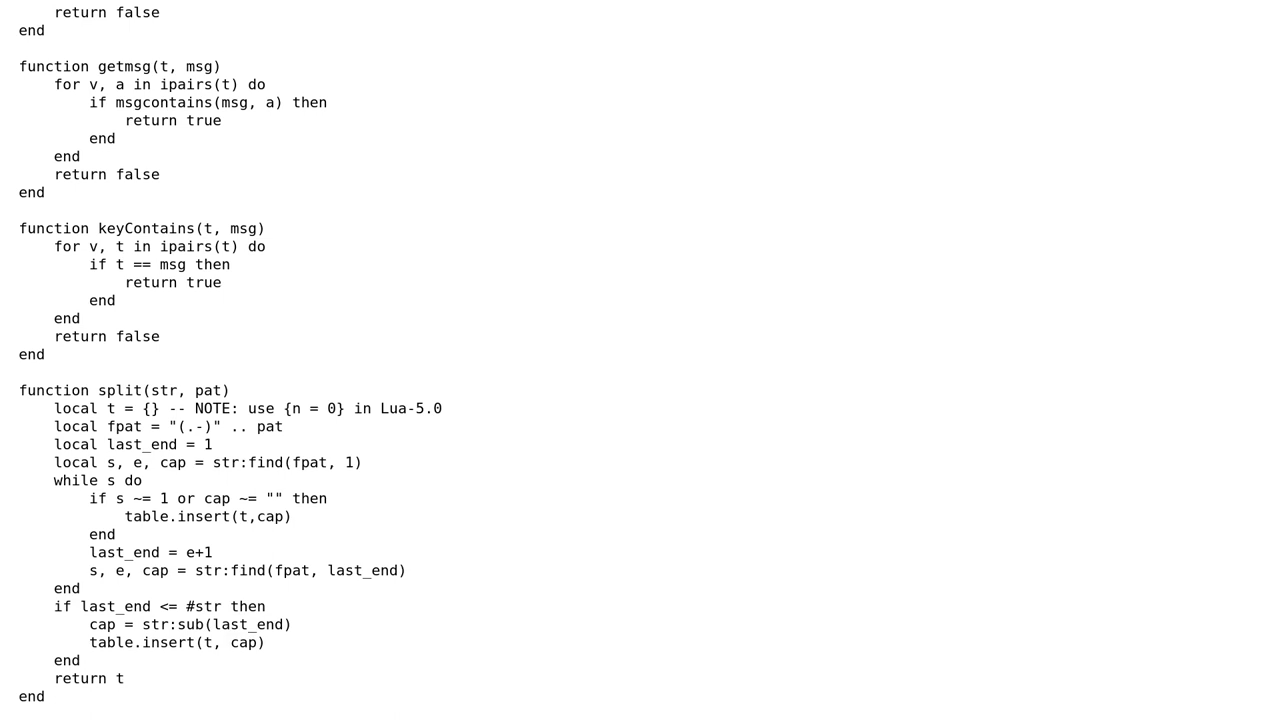 return false
end

function getmsg(t, msg)
    for v, a in ipairs(t) do
        if msgcontains(msg, a) then
            return true
        end
    end
    return false
end

function keyContains(t, msg)
    for v, t in ipairs(t) do
        if t == msg then
            return true
        end
    end
    return false
end

function split(str, pat)
    local t = {} -- NOTE: use {n = 0} in Lua-5.0
    local fpat = "(.-)" .. pat
    local last_end = 1
    local s, e, cap = str:find(fpat, 1)
    while s do
        if s ~= 1 or cap ~= "" then
            table.insert(t,cap)
        end
        last_end = e+1
        s, e, cap = str:find(fpat, last_end)
    end
    if last_end <= #str then
        cap = str:sub(last_end)
        table.insert(t, cap)
    end
    return t
end